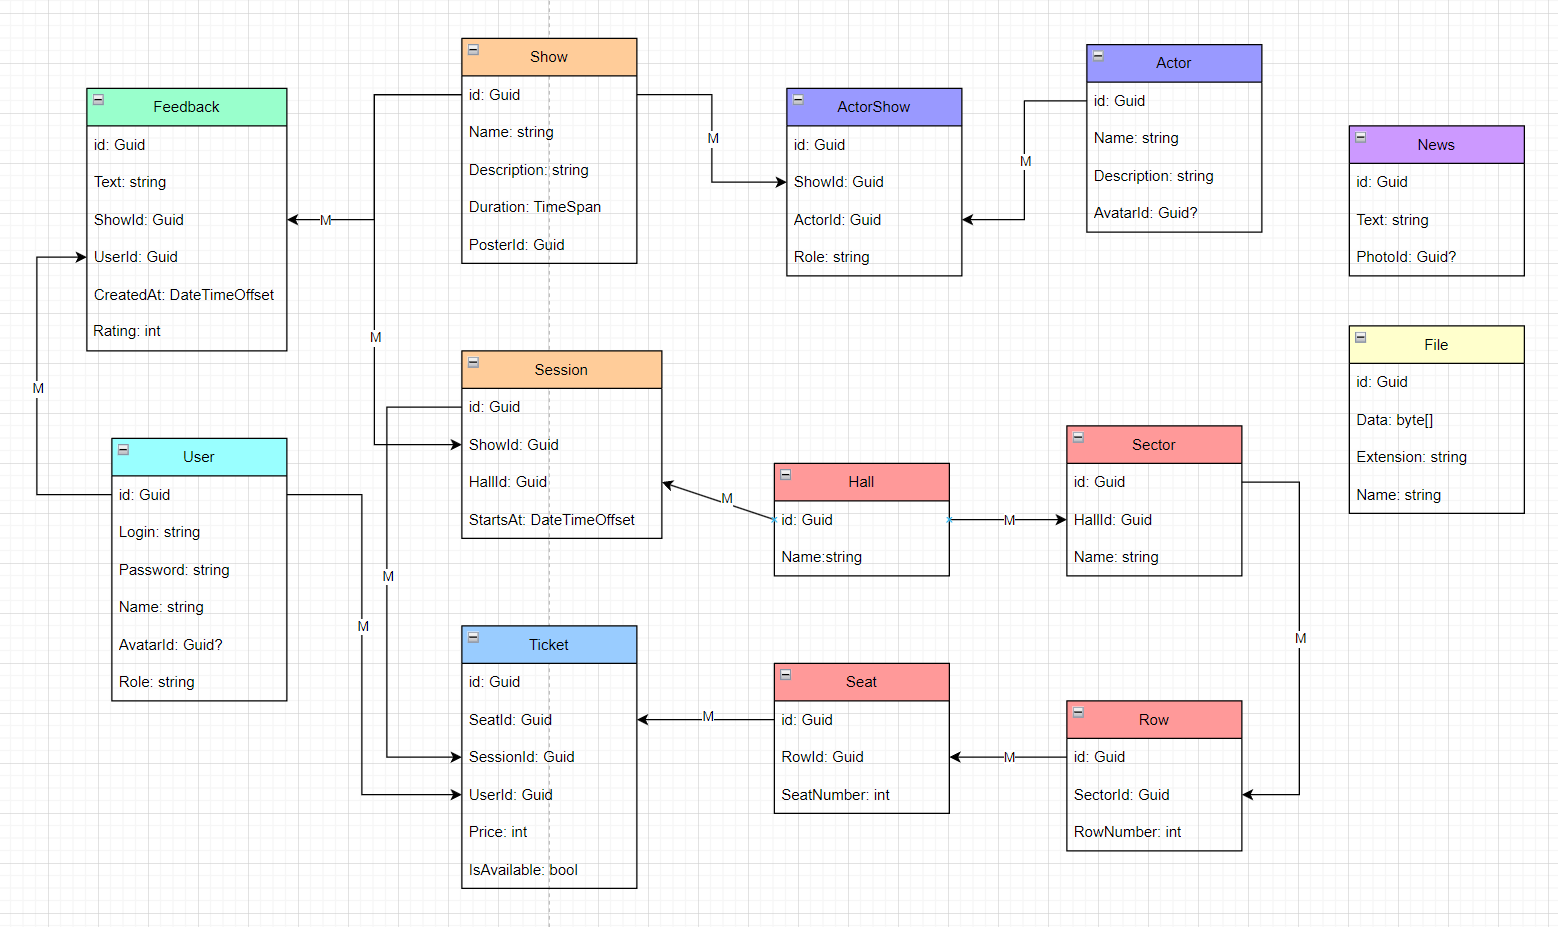 Show
id: Guid
Name: string
Description: string
Duration: TimeSpan
PosterId: Guid
Feedback
id: Guid
Text: string
ShowId: Guid
UserId: Guid
CreatedAt: DateTimeOffset
Rating: int
ActorShow
id: Guid
ShowId: Guid
ActorId: Guid
Role: string
Actor
id: Guid
Name: string
Description: string
AvatarId: Guid?
News
id: Guid
Text: string
PhotoId: Guid?
M
M
M
M
M
File
id: Guid
Data: byte[]
Extension: string
Name: string
Session
id: Guid
ShowId: Guid
HallId: Guid
StartsAt: DateTimeOffset
User
id: Guid
Login: string
Password: string
Name: string
AvatarId: Guid?
Role: string
Hall
id: Guid
Name:string
Sector
id: Guid
HallId: Guid
Name: string
M
M
M
M
M
Ticket
id: Guid
SeatId: Guid
SessionId: Guid
UserId: Guid
Price: int
IsAvailable: bool
Seat
id: Guid
RowId: Guid
SeatNumber: int
Row
id: Guid
SectorId: Guid
RowNumber: int
M
M
M